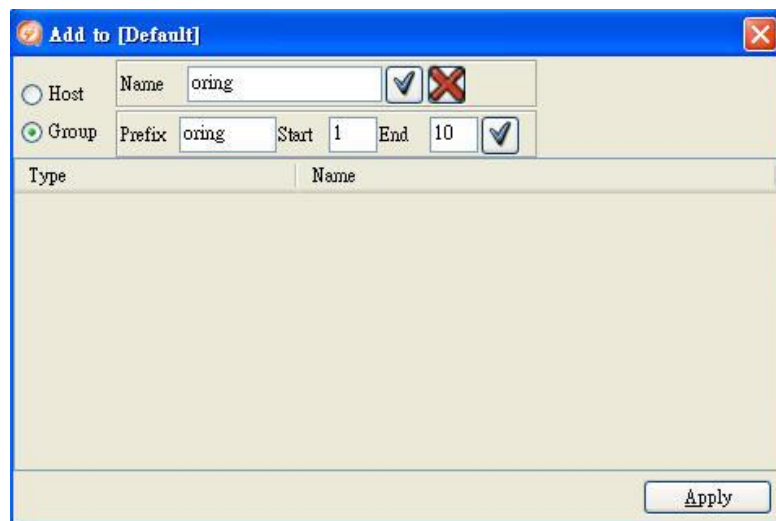 Add to [Default]
Host
Name oring
Group
Prefix oring Start 1 End 10
Type Name
Apply